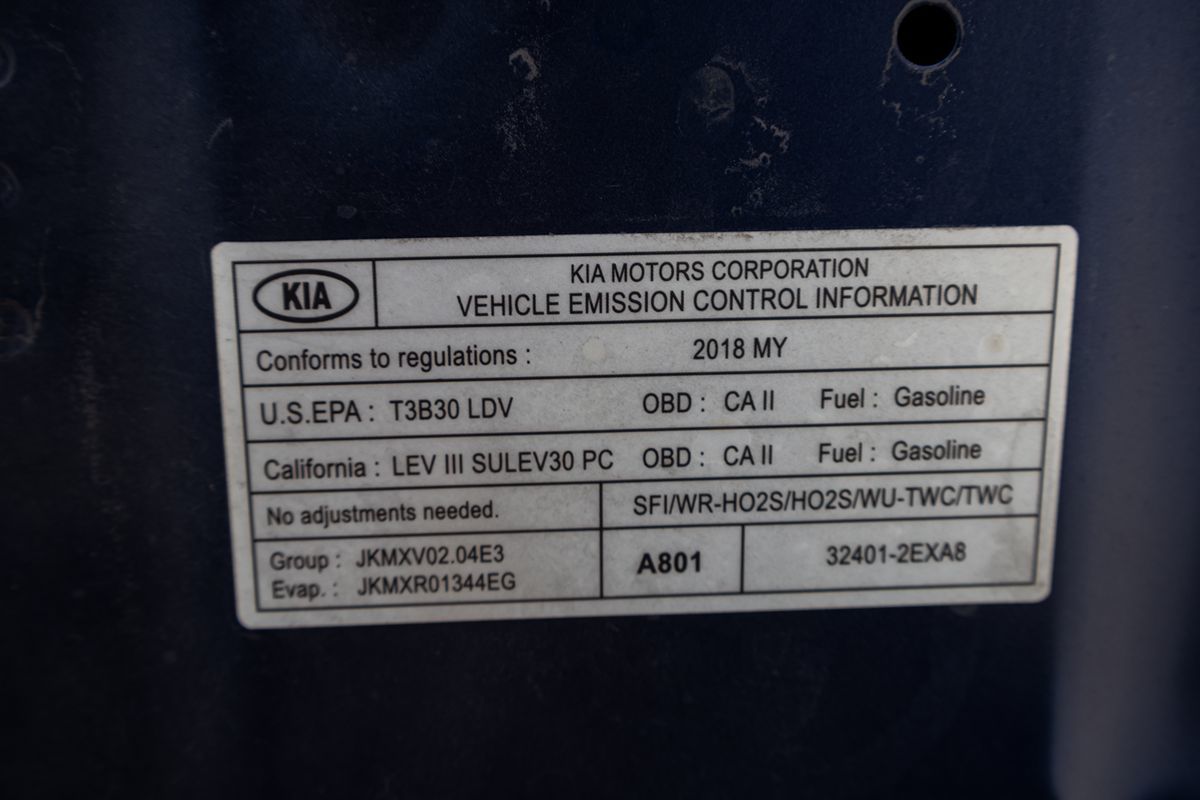 KIA
KIA MOTORS CORPORATION
VEHICLE EMISSION CONTROL INFORMATION
Conforms to regulations : 2018 MY
U.S.EPA : T3B30 LDV OBD : CA II Fuel : Gasoline
California : LEV III SULEV30 PC OBD : CA II Fuel : Gasoline
No adjustments needed. SFI/WR-HO2S/HO2S/WU-TWC/TWC
Group : JKMXV02.04E3
Evap. : JKMXR01344EG
A801
32401-2EXA8